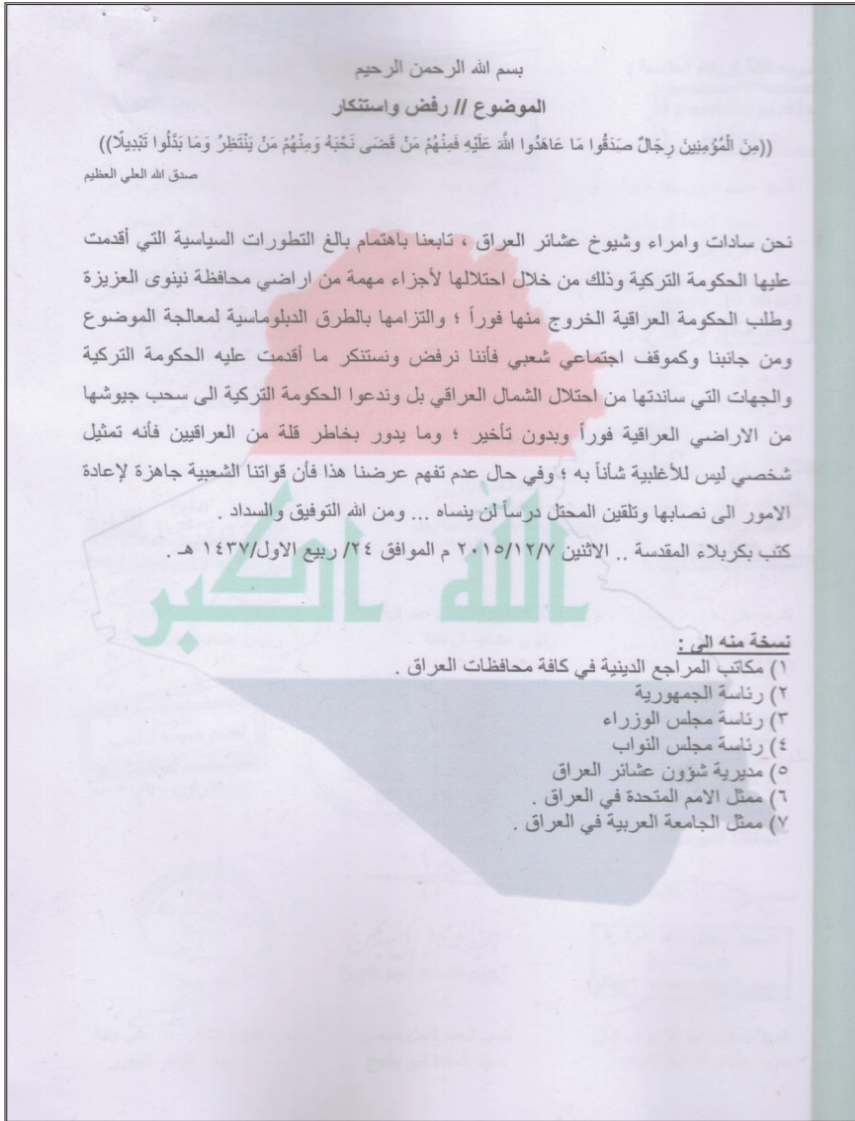 بسم الله الرحمن الرحيم
الموضوع // رفض واستنكار
((مِنَ الْمُؤْمِنِينَ رِجَالٌ صَدَقُوا مَا عَاهَدُوا اللَّهَ عَلَيْهِ فَمِنْهُمْ مَنْ قَضَى نَحْبَهُ وَمِنْهُمْ مَنْ يَنْتَظِرُ وَمَا بَدَّلُوا تَبْدِيلًا))
صدق الله العلي العظيم
نحن سادات وامراء وشيوخ عشائر العراق ، تابعنا باهتمام بالغ التطورات السياسية التي أقدمت
عليها الحكومة التركية وذلك من خلال احتلالها لأجزاء مهمة من اراضي محافظة نينوى العزيزة
وطلب الحكومة العراقية الخروج منها فوراً ؛ والتزامها بالطرق الدبلوماسية لمعالجة الموضوع
ومن جانبنا وكموقف اجتماعي شعبي فأننا نرفض ونستنكر ما أقدمت عليه الحكومة التركية
والجهات التي ساندتها من احتلال الشمال العراقي بل وندعوا الحكومة التركية الى سحب جيوشها
من الاراضي العراقية فوراً وبدون تأخير ؛ وما يدور بخاطر قلة من العراقيين فأنه تمثيل
شخصي ليس للأغلبية شأناً به ؛ وفي حال عدم تفهم عرضنا هذا فأن قواتنا الشعبية جاهزة لإعادة
الامور الى نصابها وتلقين المحتل درساً لن ينساه ... ومن الله التوفيق والسداد .
كتب بكربلاء المقدسة .. الاثنين ٢٠١٥/١٢/٧ م الموافق ٢٤/ ربيع الاول/١٤٣٧ هـ .
الله اكبر
نسخة منه الى :
١) مكاتب المراجع الدينية في كافة محافظات العراق .
٢) رئاسة الجمهورية
٣) رئاسة مجلس الوزراء
٤) رئاسة مجلس النواب
٥) مديرية شؤون عشائر العراق
٦) ممثل الامم المتحدة في العراق .
٧) ممثل الجامعة العربية في العراق .